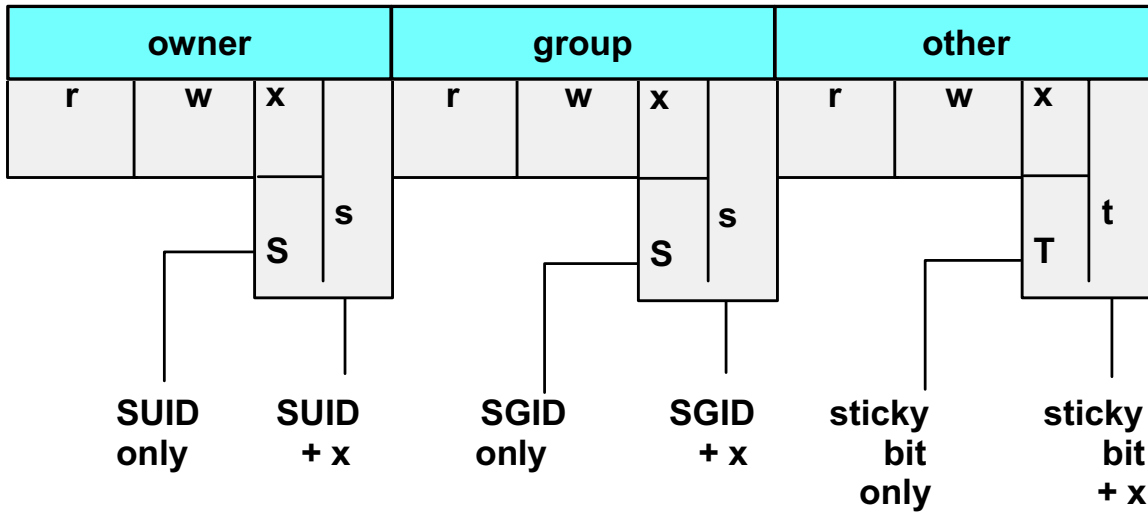 owner group other
r w x r w x r w x
s s t
S S T
SUID only
SUID + x
SGID only
SGID + x
sticky bit only
sticky bit + x